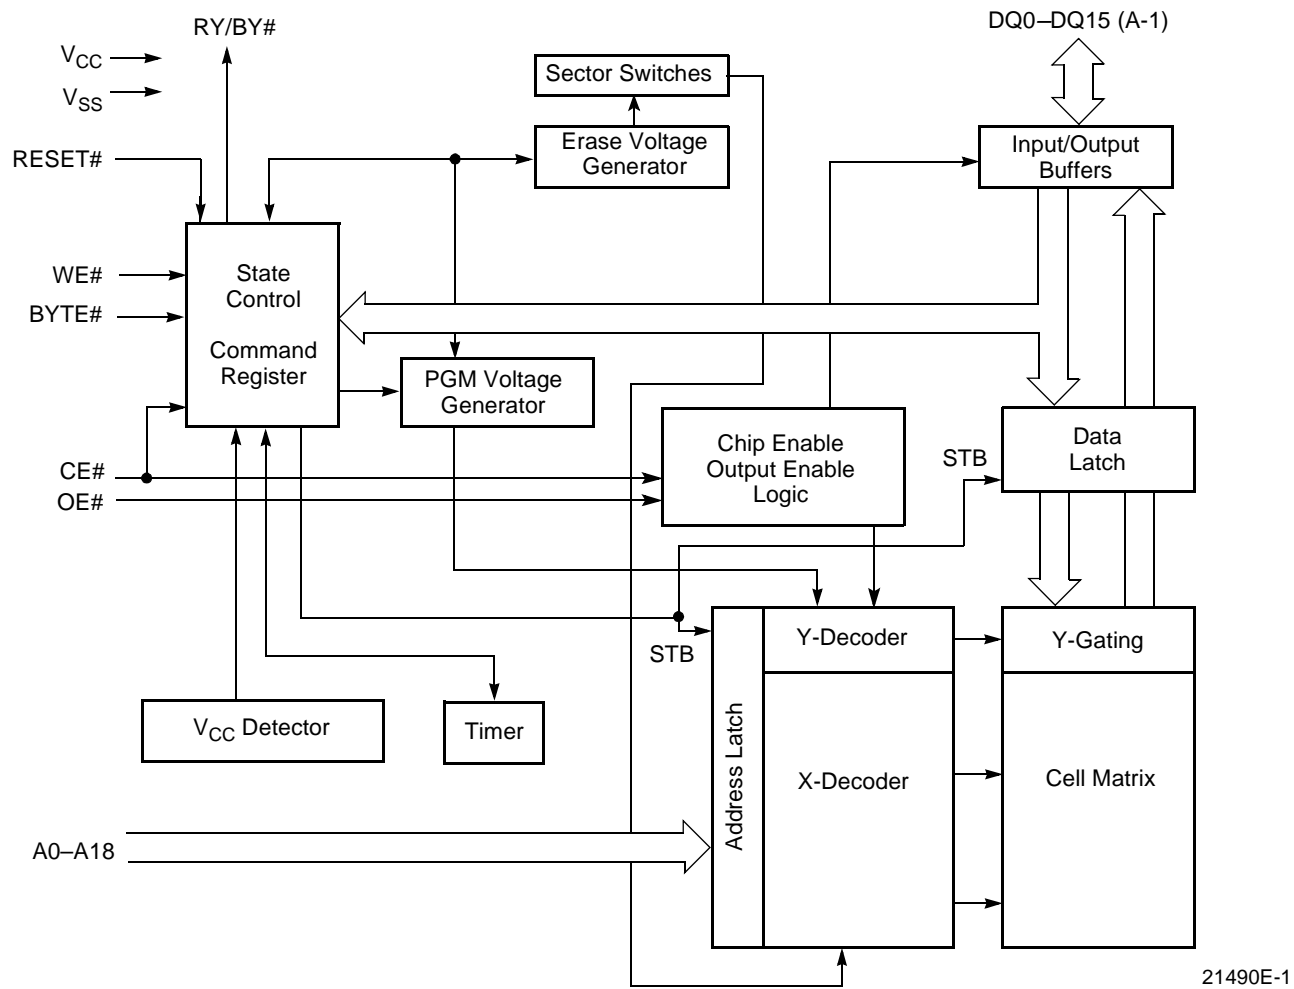 RY/BY#
DQ0–DQ15 (A-1)
VCC
VSS
Sector Switches
Erase Voltage
Generator
Input/Output
Buffers
RESET#
WE#
BYTE#
State
Control
Command
Register
PGM Voltage
Generator
Chip Enable
Output Enable
Logic
STB
Data
Latch
CE#
OE#
STB
Y-Decoder
Y-Gating
VCC Detector
Timer
Address Latch
X-Decoder
Cell Matrix
A0–A18
21490E-1